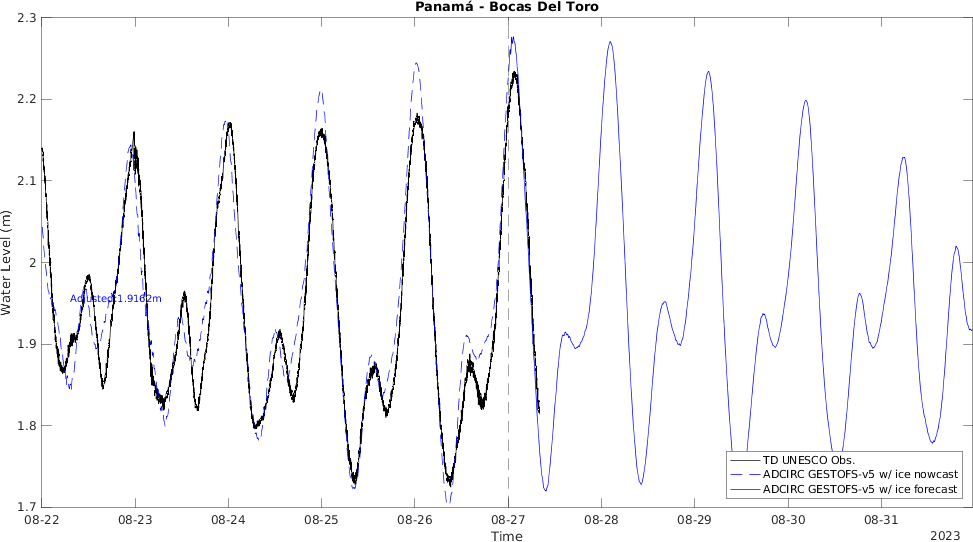 Panamá - Bocas Del Toro
Water Level (m)
2.3
2.2
2.1
2
1.9
1.8
1.7
Adjusted:1.9162m
TD UNESCO Obs.
ADCIRC GESTOFS-v5 w/ ice nowcast
ADCIRC GESTOFS-v5 w/ ice forecast
08-22 08-23 08-24 08-25 08-26 08-27 08-28 08-29 08-30 08-31
Time
2023